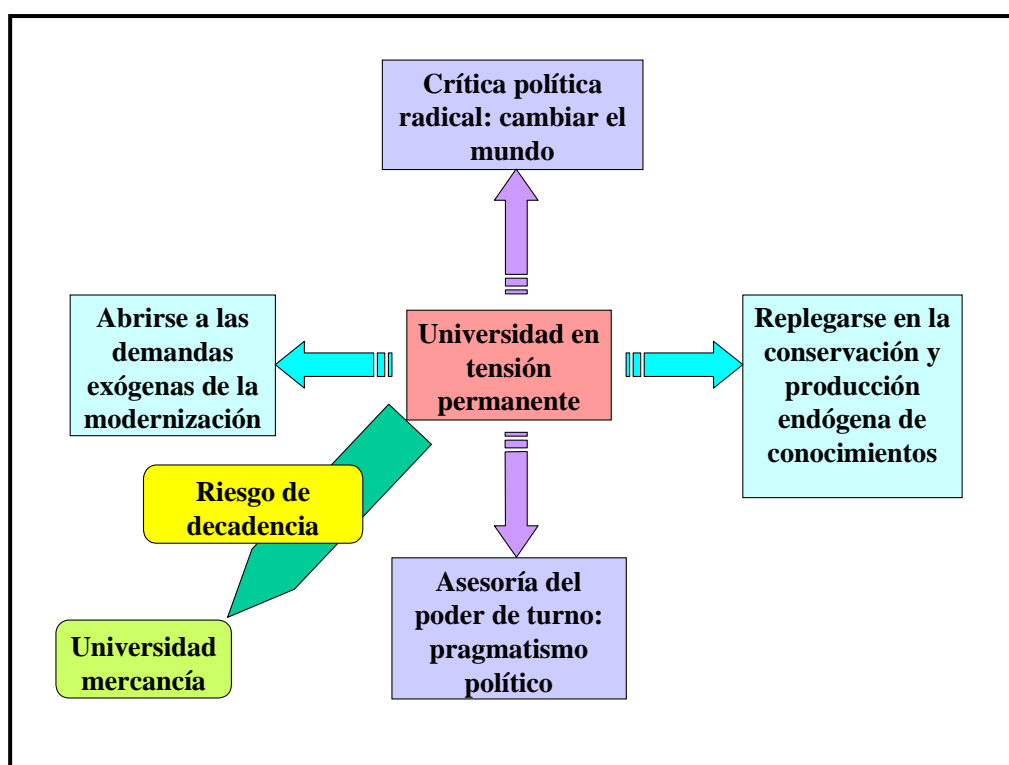 Crítica política
radical: cambiar el
mundo
Abrirse a las
demandas
exógenas de la
modernización
Universidad en
tensión
permanente
Replegarse en la
conservación y
producción
endógena de
conocimientos
Riesgo de
decadencia
Asesoría del
poder de turno:
pragmatismo
político
Universidad
mercancía